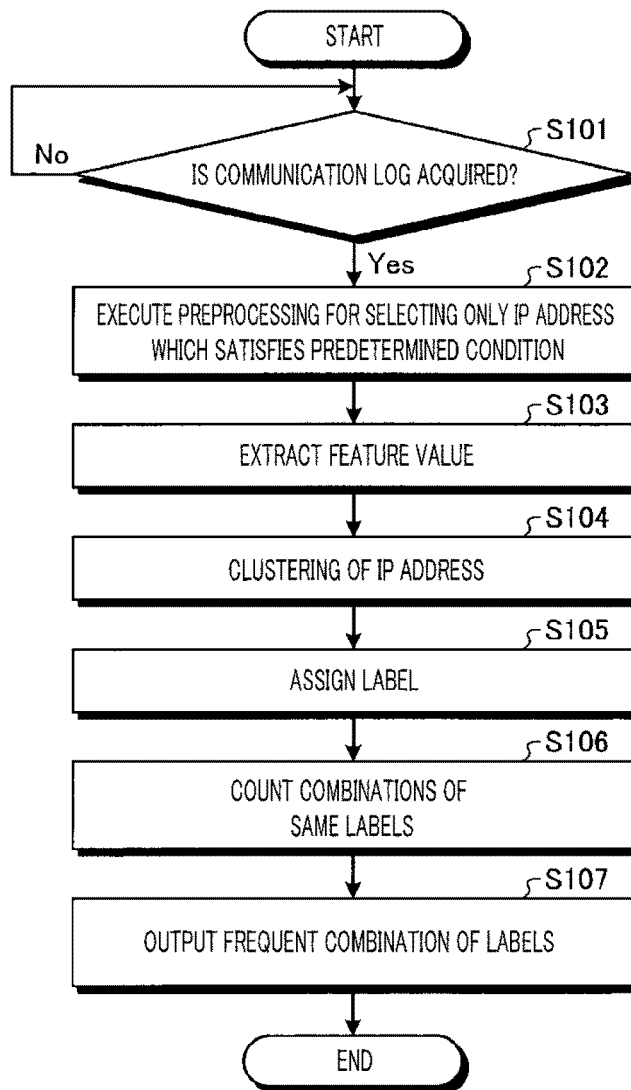 START
S101
No
IS COMMUNICATION LOG ACQUIRED?
Yes
S102
EXECUTE PREPROCESSING FOR SELECTING ONLY IP ADDRESS
WHICH SATISFIES PREDETERMINED CONDITION
S103
EXTRACT FEATURE VALUE
S104
CLUSTERING OF IP ADDRESS
S105
ASSIGN LABEL
S106
COUNT COMBINATIONS OF
SAME LABELS
S107
OUTPUT FREQUENT COMBINATION OF LABELS
END